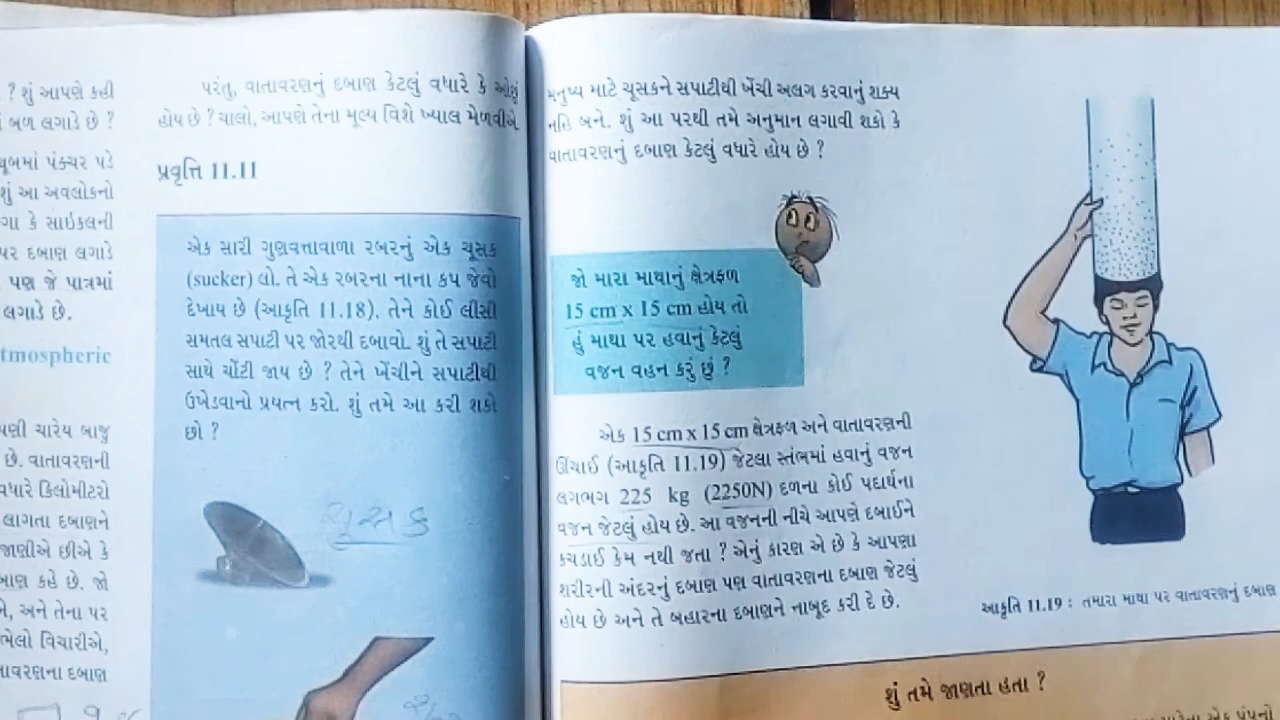 ? શું આપણે કહી
બળ લગાડે છે ?
પંક્ચર પડે
શું આ અવલોકનો
કે સાઇકલની
પર દબાણ લગાડે
પણ જે પાત્રમાં
લગાડે છે.
tmospheric
ચારેય બાજુ
છે. વાતાવરણની
વધારે કિલોમીટરો
લાગતા દબાણને
જાણીએ છીએ કે
કહે છે. જો
અને તેના પર
વિચારીએ,
દબાણ
પરંતુ, વાતાવરણનું દબાણ કેટલું વધારે કે ઓછું
હોય છે ? ચાલો, આપણે તેના મૂલ્ય વિશે ખ્યાલ મેળવીએ.
પ્રવૃત્તિ 11.11
એક સારી ગુણવત્તાવાળા રબરનું એક ચૂસક
(sucker) લો. તે એક રબરના નાના કપ જેવો
દેખાય છે (આકૃતિ 11.18). તેને કોઈ લીસી
સમતલ સપાટી પર જોરથી દબાવો. શું તે સપાટી
સાથે ચોંટી જાય છે ? તેને ખેંચીને સપાટીથી
ઉખેડવાનો પ્રયત્ન કરો. શું તમે આ કરી શકો
છો ?
ચૂસક
મનુષ્ય માટે ચૂસકને સપાટીથી ખેંચી અલગ કરવાનું શક્ય
નહિ બને. શું આ પરથી તમે અનુમાન લગાવી શકો કે
વાતાવરણનું દબાણ કેટલું વધારે હોય છે ?
જો મારા માથાનું ક્ષેત્રફળ
15 cm x 15 cm હોય તો
હું માથા પર હવાનું કેટલું
વજન વહન કરું છું ?
એક 15 cm x 15 cm ક્ષેત્રફળ અને વાતાવરણની
ઊંચાઈ (આકૃતિ 11.19) જેટલા સ્તંભમાં હવાનું વજન
લગભગ 225 kg (2250N) દળના કોઈ પદાર્થના
વજન જેટલું હોય છે. આ વજનની નીચે આપણે દબાઈને
કચડાઈ કેમ નથી જતા ? એનું કારણ એ છે કે આપણા
શરીરની અંદરનું દબાણ પણ વાતાવરણના દબાણ જેટલું
હોય છે અને તે બહારના દબાણને નાબૂદ કરી દે છે.
આકૃતિ 11.19 : તમારા માથા પર વાતાવરણનું દબાણ
શું તમે જાણતા હતા ?